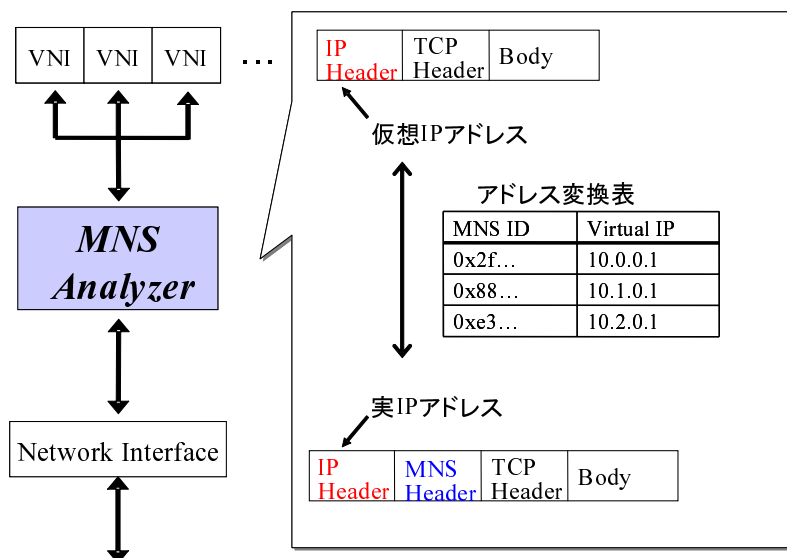 VNI VNI VNI ...
IP Header
TCP Header
Body
仮想IPアドレス
MNS Analyzer
アドレス変換表
MNS ID Virtual IP
0x2f… 10.0.0.1
0x88… 10.1.0.1
0xe3… 10.2.0.1
実IPアドレス
Network Interface
IP Header
MNS Header
TCP Header
Body